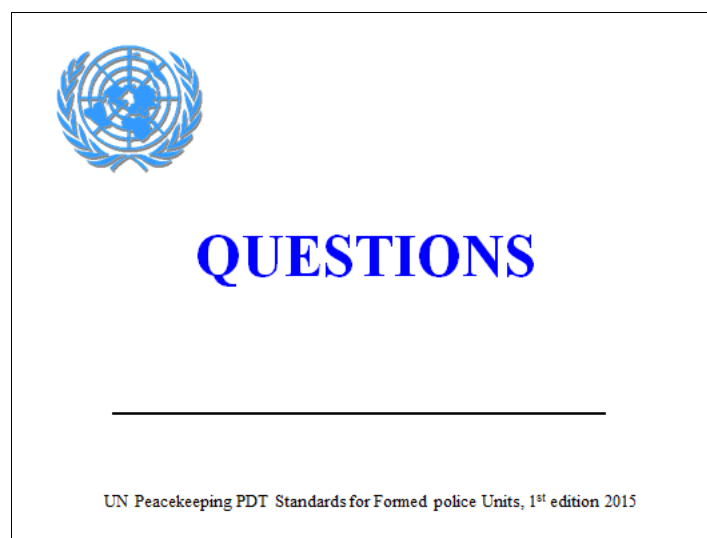 QUESTIONS
UN Peacekeeping PDT Standards for Formed police Units, 1st edition 2015